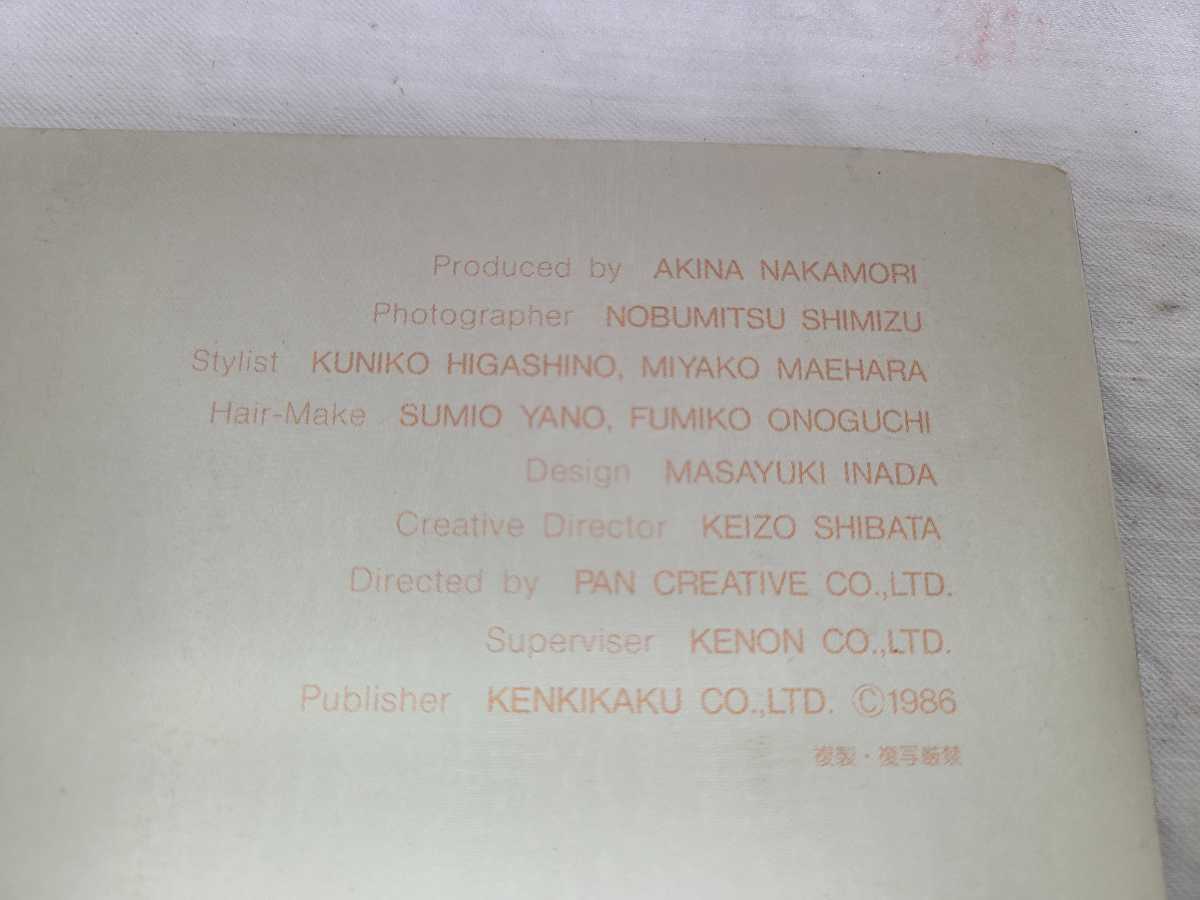 Produced by AKINA NAKAMORI
Photographer NOBUMITSU SHIMIZU
Stylist KUNIKO HIGASHINO, MIYAKO MAEHARA
Hair-Make SUMIO YANO, FUMIKO ONOGUCHI
Design MASAYUKI INADA
Creative Director KEIZO SHIBATA
Directed by PAN CREATIVE CO.,LTD.
Superviser KENON CO.,LTD.
Publisher KENKIKAKU CO.,LTD. ©1986
複製・複写厳禁